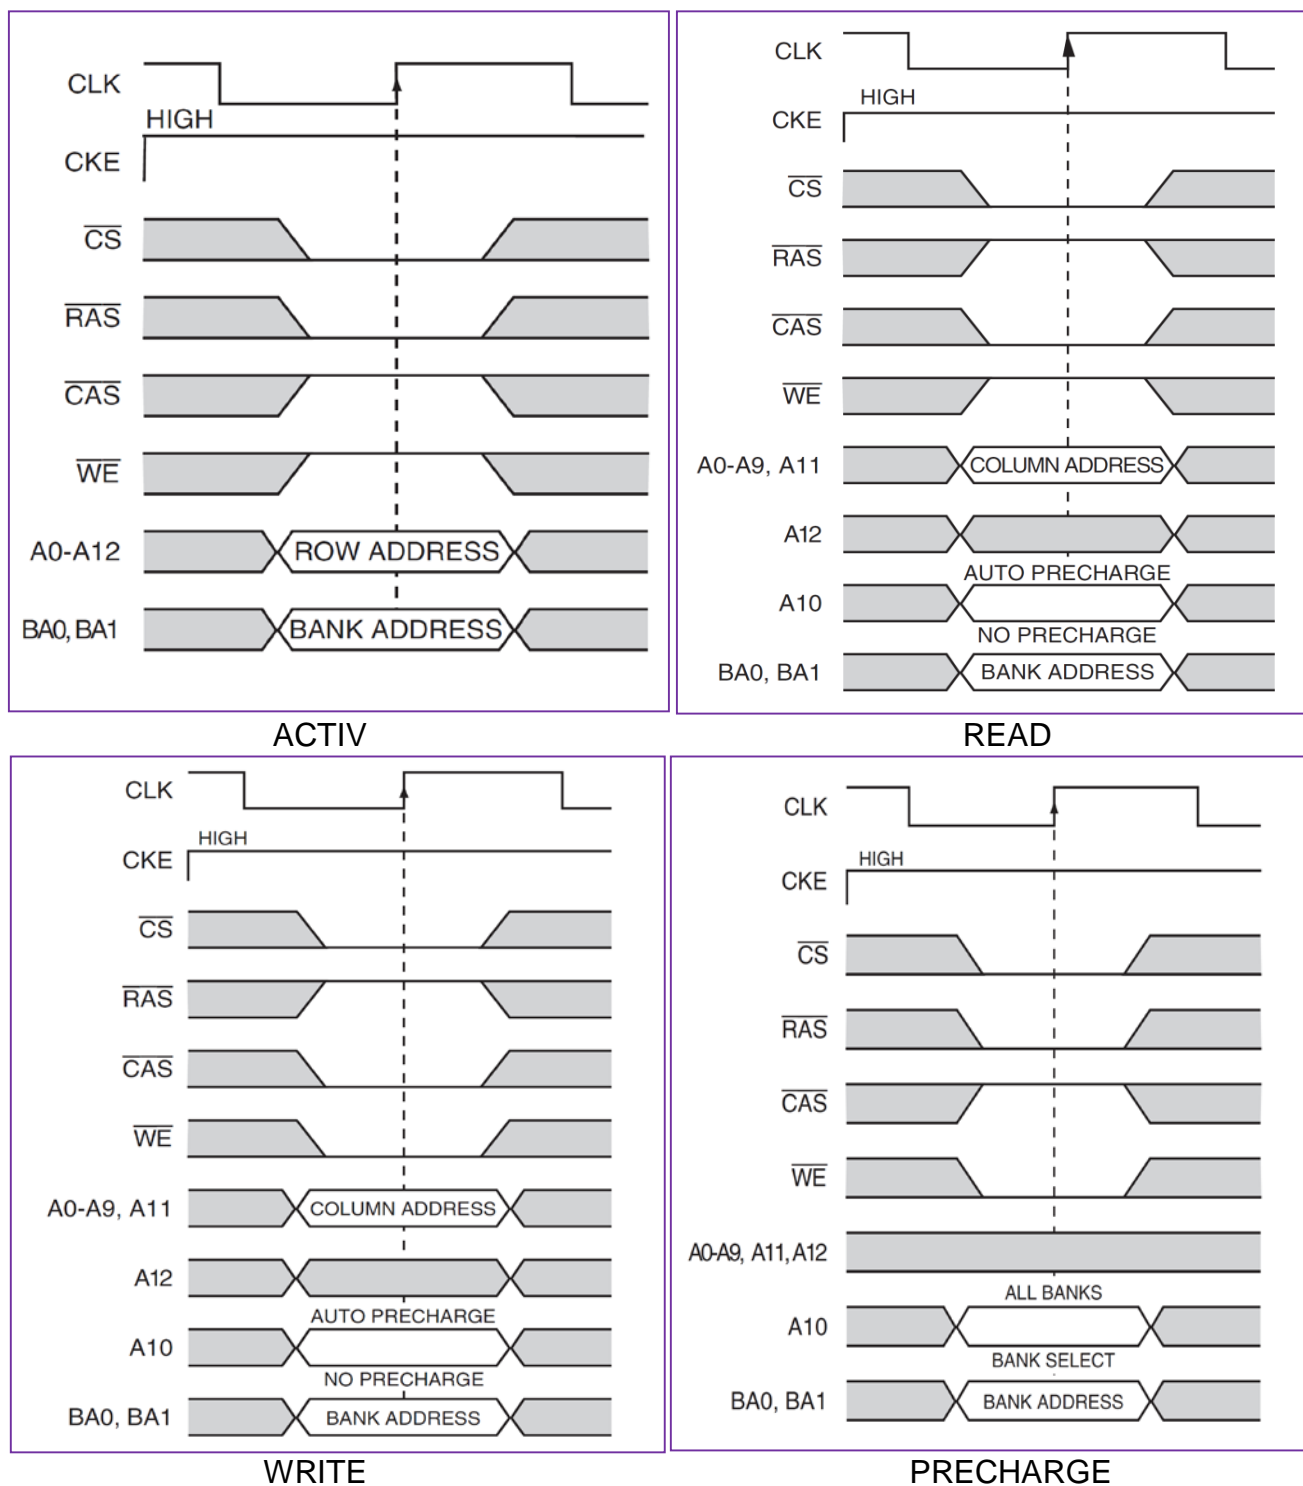 CLK
HIGH
CKE
CS
RAS
CAS
WE
A0-A12 ROW ADDRESS
BA0, BA1 BANK ADDRESS
ACTIV
CLK
HIGH
CKE
CS
RAS
CAS
WE
A0-A9, A11 COLUMN ADDRESS
A12
AUTO PRECHARGE
A10
NO PRECHARGE
BA0, BA1 BANK ADDRESS
READ
CLK
HIGH
CKE
CS
RAS
CAS
WE
A0-A9, A11 COLUMN ADDRESS
A12
AUTO PRECHARGE
A10
NO PRECHARGE
BA0, BA1 BANK ADDRESS
WRITE
CLK
HIGH
CKE
CS
RAS
CAS
WE
A0-A9, A11, A12
ALL BANKS
A10
BANK SELECT
BA0, BA1 BANK ADDRESS
PRECHARGE